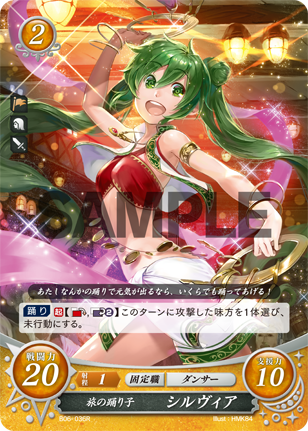 2
SAMPLE
あたしなんかの踊りで元気が出るなら、いくらでも踊ってあげる!
踊り 起 【 、 2】このターンに攻撃した味方を1体選び、
未行動にする。
戦闘力
20
射程
1
固定職
ダンサー
支援力
10
旅の踊り子 シルヴィア
B06-036R
Illust:HMK84